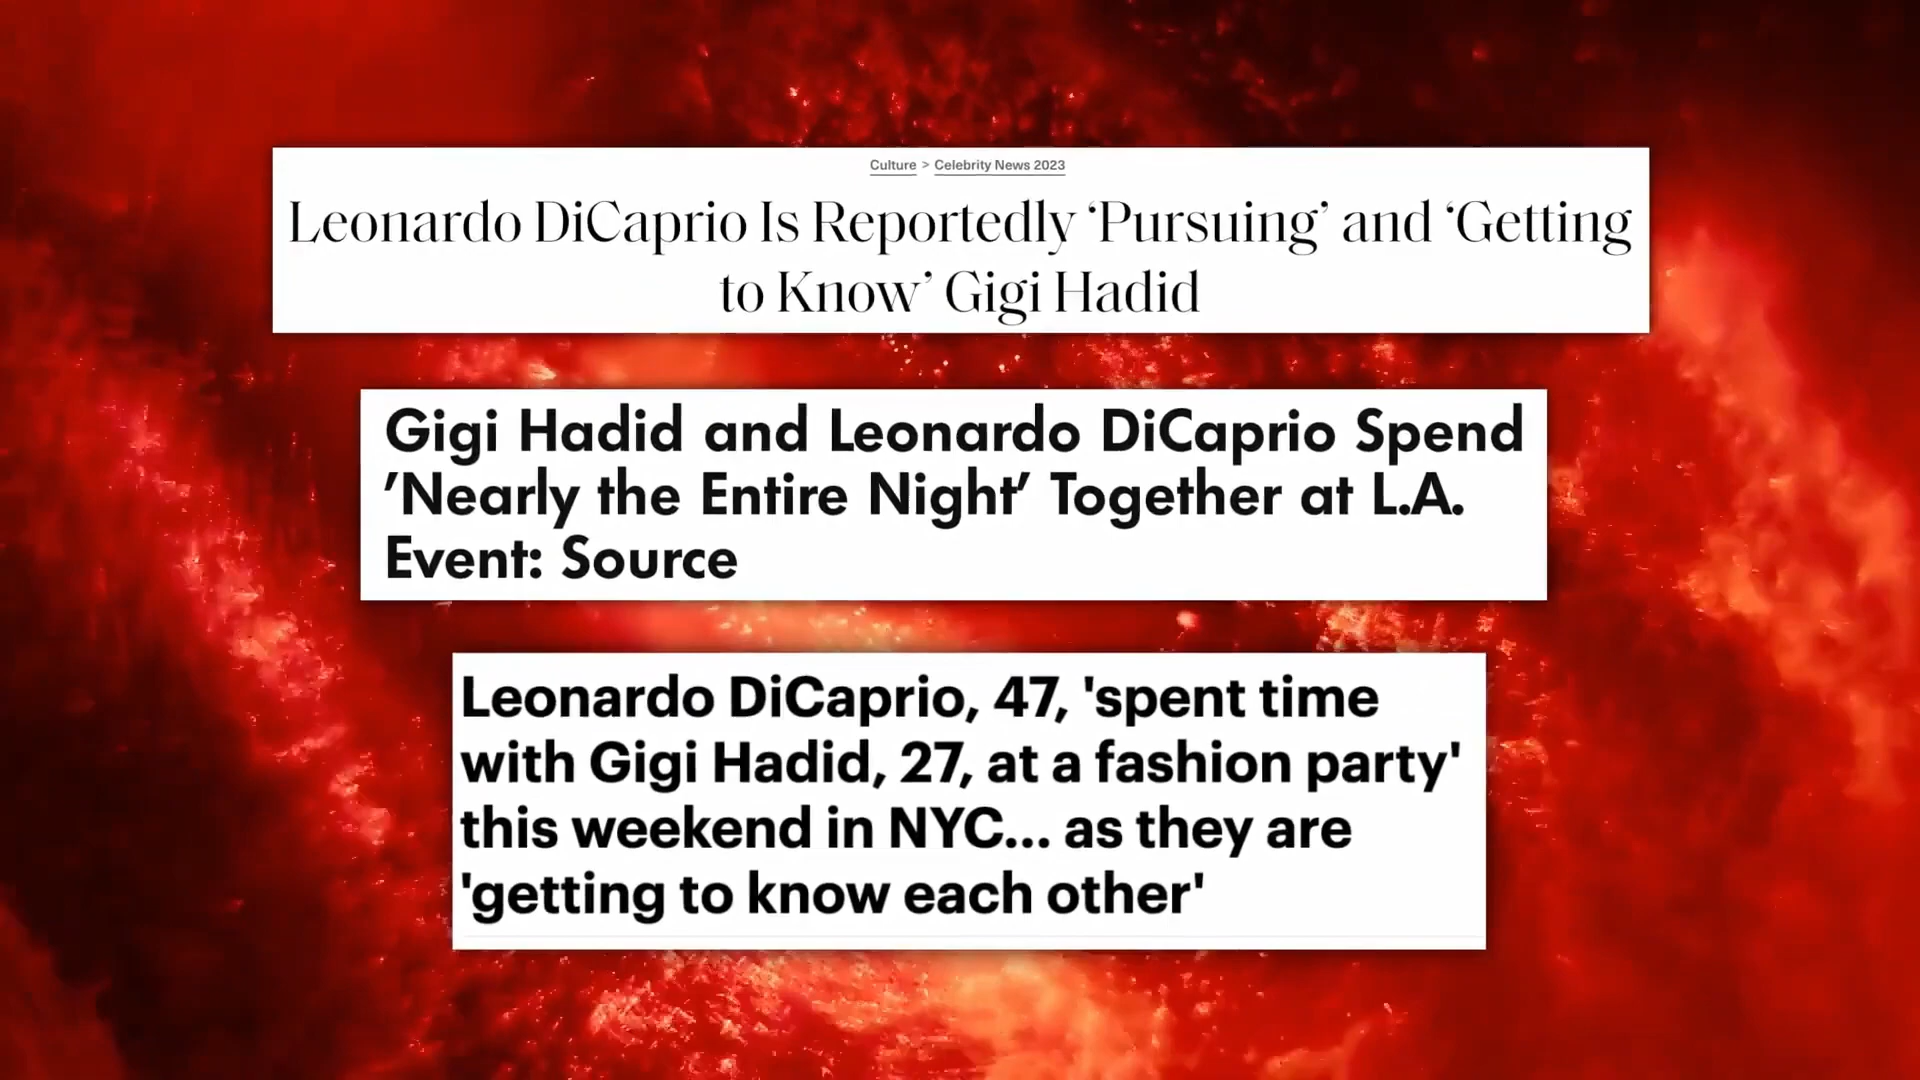 Culture > Celebrity News 2023
Leonardo DiCaprio Is Reportedly ‘Pursuing’ and ‘Getting
to Know’ Gigi Hadid
Gigi Hadid and Leonardo DiCaprio Spend
'Nearly the Entire Night' Together at L.A.
Event: Source
Leonardo DiCaprio, 47, 'spent time
with Gigi Hadid, 27, at a fashion party'
this weekend in NYC... as they are
'getting to know each other'